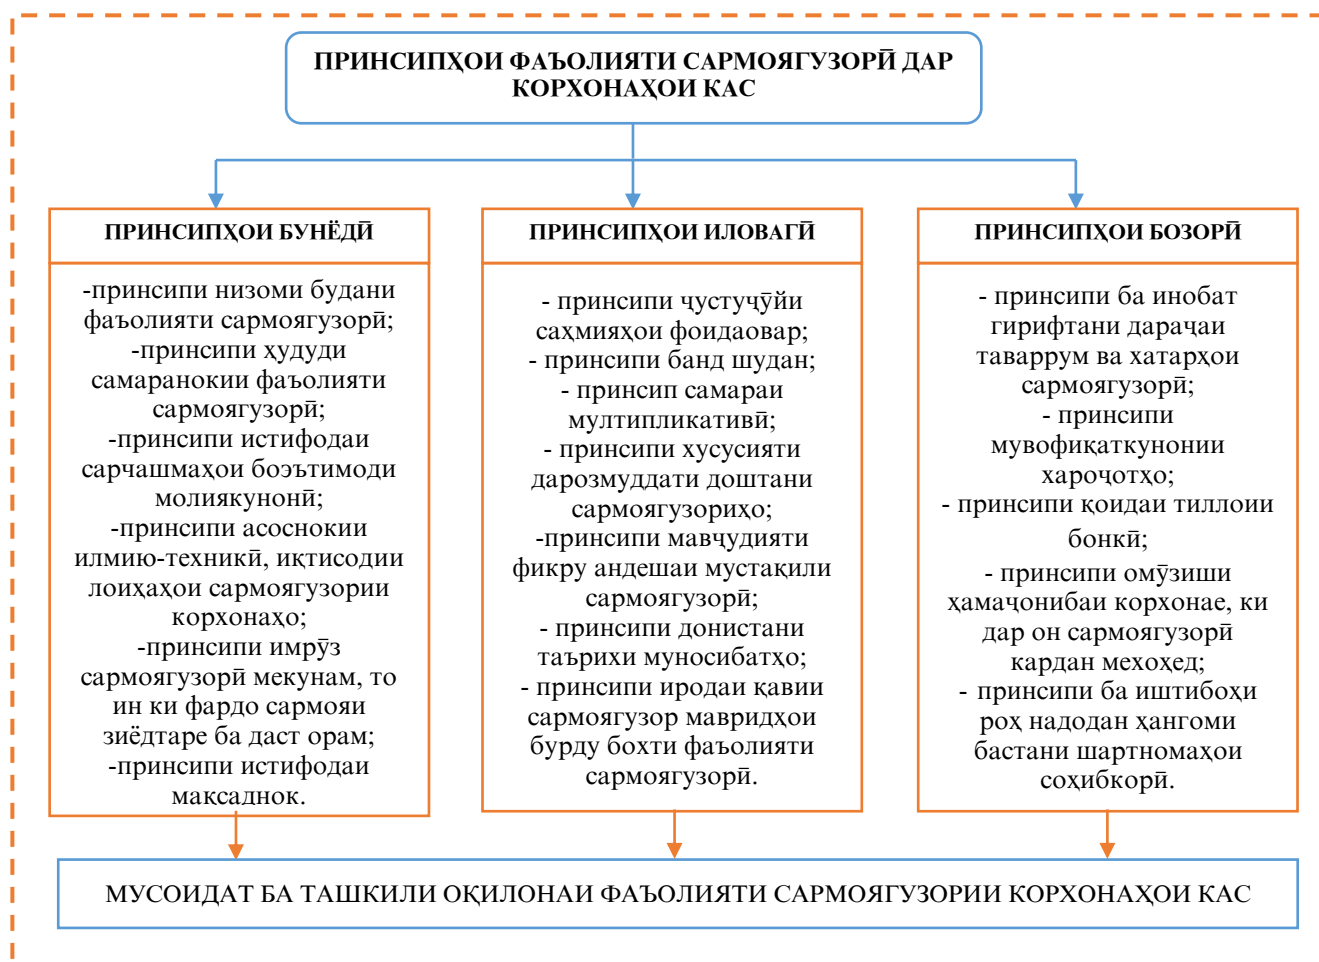 ПРИНСИПҲОИ ФАЪОЛИЯТИ САРМОЯГУЗОРӢ ДАР
КОРХОНАҲОИ КАС
ПРИНСИПҲОИ БУНЁДӢ
-принсипи низоми будани
фаъолияти сармоягузорӣ;
-принсипи ҳудуди
самаранокии фаъолияти
сармоягузорӣ;
-принсипи истифодаи
сарчашмаҳои боэътимоди
молиякунонӣ;
-принсипи асоснокии
илмию-техникӣ, иқтисодии
лоиҳаҳои сармоягузории
корхонаҳо;
-принсипи имрӯз
сармоягузорӣ мекунам, то
ин ки фардо сармояи
зиёдтаре ба даст орам;
-принсипи истифодаи
мақсаднок.
ПРИНСИПҲОИ ИЛОВАГӢ
- принсипи ҷустуҷӯйи
саҳмияҳои фоидаовар;
- принсипи банд шудан;
- принсип самараи
мултипликативӣ;
- принсипи хусусияти
дарозмуддати доштани
сармоягузориҳо;
-принсипи мавҷудияти
фикру андешаи мустақили
сармоягузорӣ;
- принсипи донистани
таърихи муносибатҳо;
- принсипи иродаи қавии
сармоягузор мавридҳои
бурду бохти фаъолияти
сармоягузорӣ.
ПРИНСИПҲОИ БОЗОРӢ
- принсипи ба инобат
гирифтани дараҷаи
таваррум ва хатарҳои
сармоягузорӣ;
- принсипи
мувофиқаткунонии
хароҷотҳо;
- принсипи қоидаи тиллоии
бонкӣ;
- принсипи омӯзиши
ҳамаҷонибаи корхонае, ки
дар он сармоягузорӣ
кардан мехоҳед;
- принсипи ба иштибоҳи
роҳ надодан ҳангоми
бастани шартномаҳои
соҳибкорӣ.
МУСОИДАТ БА ТАШКИЛИ ОҚИЛОНАИ ФАЪОЛИЯТИ САРМОЯГУЗОРИИ КОРХОНАҲОИ КАС